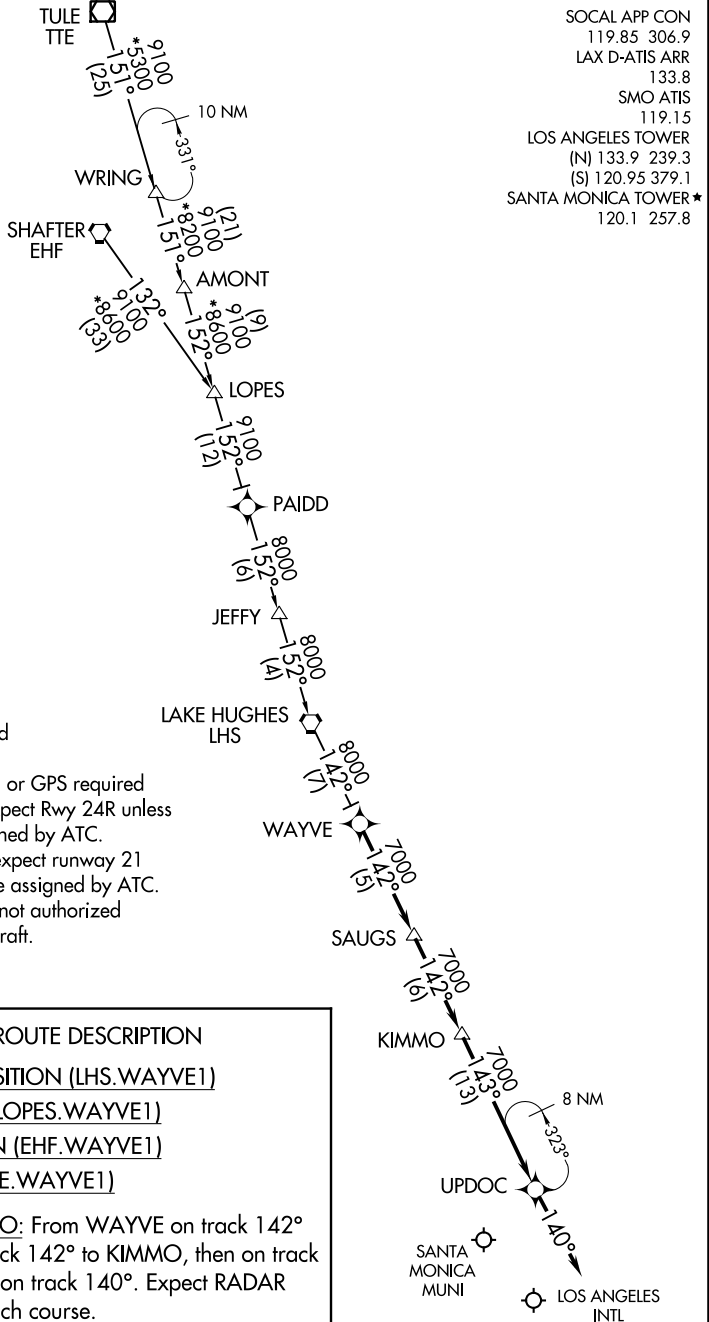 TULE
TTE
9100
*5300
151°
(25)
10 NM
331°
WRING
(21)
9100
*8200
151°
SHAFTER
EHF
AMONT
132°
9100
*8600
(33)
(9)
9100
*8600
152°
LOPES
9100
152°
(12)
PAIDD
8000
152°
(6)
JEFFY
8000
152°
(4)
LAKE HUGHES
LHS
8000
142°
(7)
WAYVE
7000
142°
(5)
SAUGS
7000
142°
(6)
KIMMO
7000
143°
(13)
8 NM
323°
UPDOC
140°
SANTA
MONICA
MUNI
LOS ANGELES
INTL
SOCAL APP CON
119.85 306.9
LAX D-ATIS ARR
133.8
SMO ATIS
119.15
LOS ANGELES TOWER
(N) 133.9 239.3
(S) 120.95 379.1
SANTA MONICA TOWER★
120.1 257.8
d
or GPS required
pect Rwy 24R unless
ned by ATC.
expect runway 21
e assigned by ATC.
not authorized
raft.
ROUTE DESCRIPTION
SITION (LHS.WAYVE1)
LOPES.WAYVE1)
N (EHF.WAYVE1)
E.WAYVE1)
O: From WAYVE on track 142°
ck 142° to KIMMO, then on track
on track 140°. Expect RADAR
ch course.